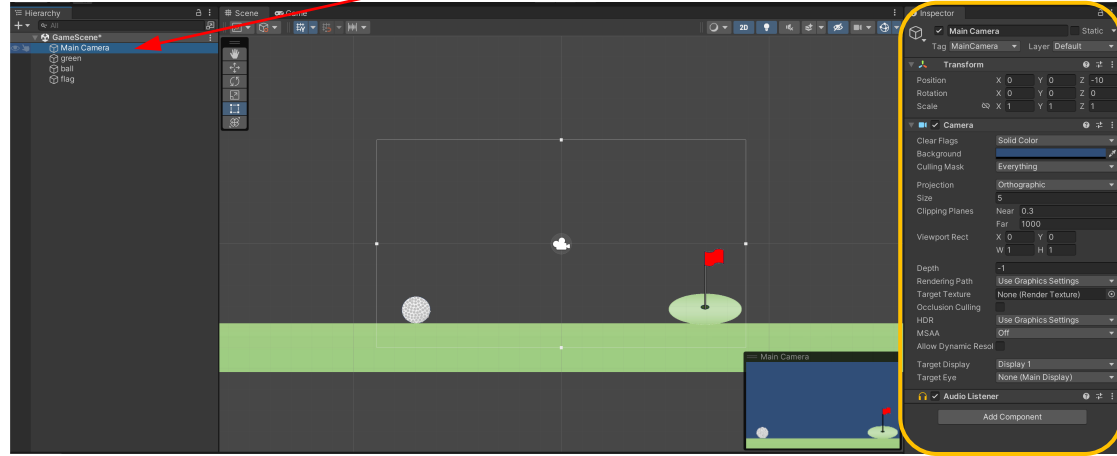 Hierarchy
All
GameScene*
Main Camera
green
ball
flag
Scene
Game
2D
Main Camera
Inspector
Main Camera
Static
Tag MainCamera Layer Default
Transform
Position X 0 Y 0 Z -10
Rotation X 0 Y 0 Z 0
Scale X 1 Y 1 Z 1
Camera
Clear Flags Solid Color
Background
Culling Mask Everything
Projection Orthographic
Size 5
Clipping Planes Near 0.3
Far 1000
Viewport Rect X 0 Y 0
W 1 H 1
Depth -1
Rendering Path Use Graphics Settings
Target Texture None (Render Texture)
Occlusion Culling
HDR Use Graphics Settings
MSAA Off
Allow Dynamic Resol
Target Display Display 1
Target Eye None (Main Display)
Audio Listener
Add Component